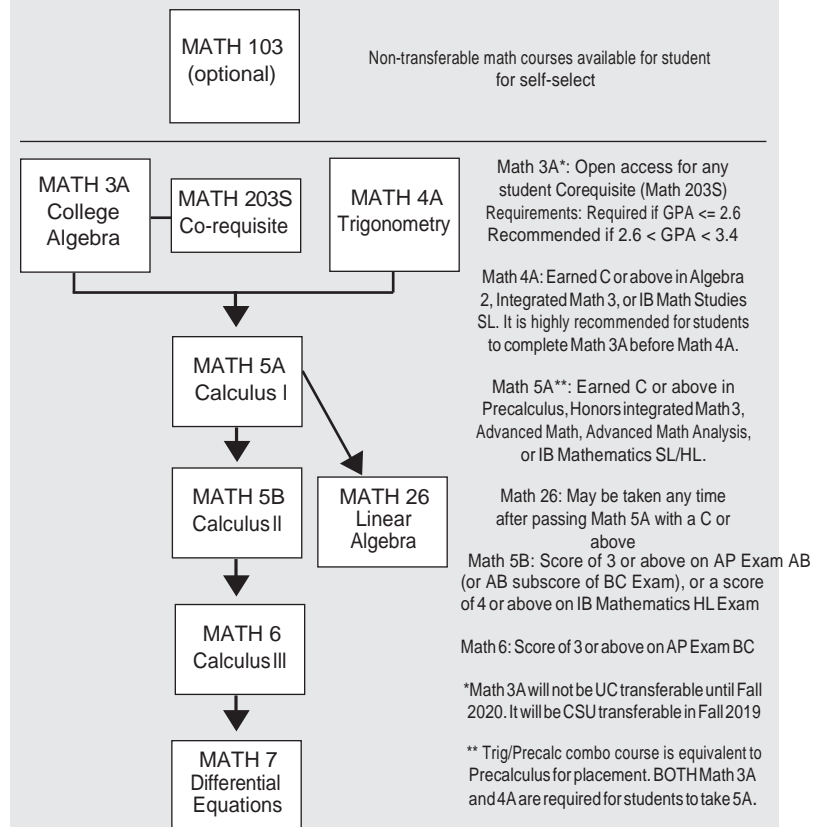 MATH 103
(optional)
Non-transferable math courses available for student
for self-select
MATH 3A
College
Algebra
MATH 203S
Co-requisite
MATH 4A
Trigonometry
Math 3A*: Open access for any
student Corequisite (Math 203S)
Requirements: Required if GPA <= 2.6
Recommended if 2.6 < GPA < 3.4
Math 4A: Earned C or above in Algebra
2, Integrated Math 3, or IB Math Studies
SL. It is highly recommended for students
to complete Math 3A before Math 4A.
MATH 5A
Calculus I
Math 5A**: Earned C or above in
Precalculus, Honors integrated Math 3,
Advanced Math, Advanced Math Analysis,
or IB Mathematics SL/HL.
MATH 5B
Calculus II
MATH 26
Linear
Algebra
Math 26: May be taken any time
after passing Math 5A with a C or
above
Math 5B: Score of 3 or above on AP Exam AB
(or AB subscore of BC Exam), or a score
of 4 or above on IB Mathematics HL Exam
MATH 6
Calculus III
Math 6: Score of 3 or above on AP Exam BC
*Math 3A will not be UC transferable until Fall
2020. It will be CSU transferable in Fall 2019
MATH 7
Differential
Equations
** Trig/Precalc combo course is equivalent to
Precalculus for placement. BOTH Math 3A
and 4A are required for students to take 5A.